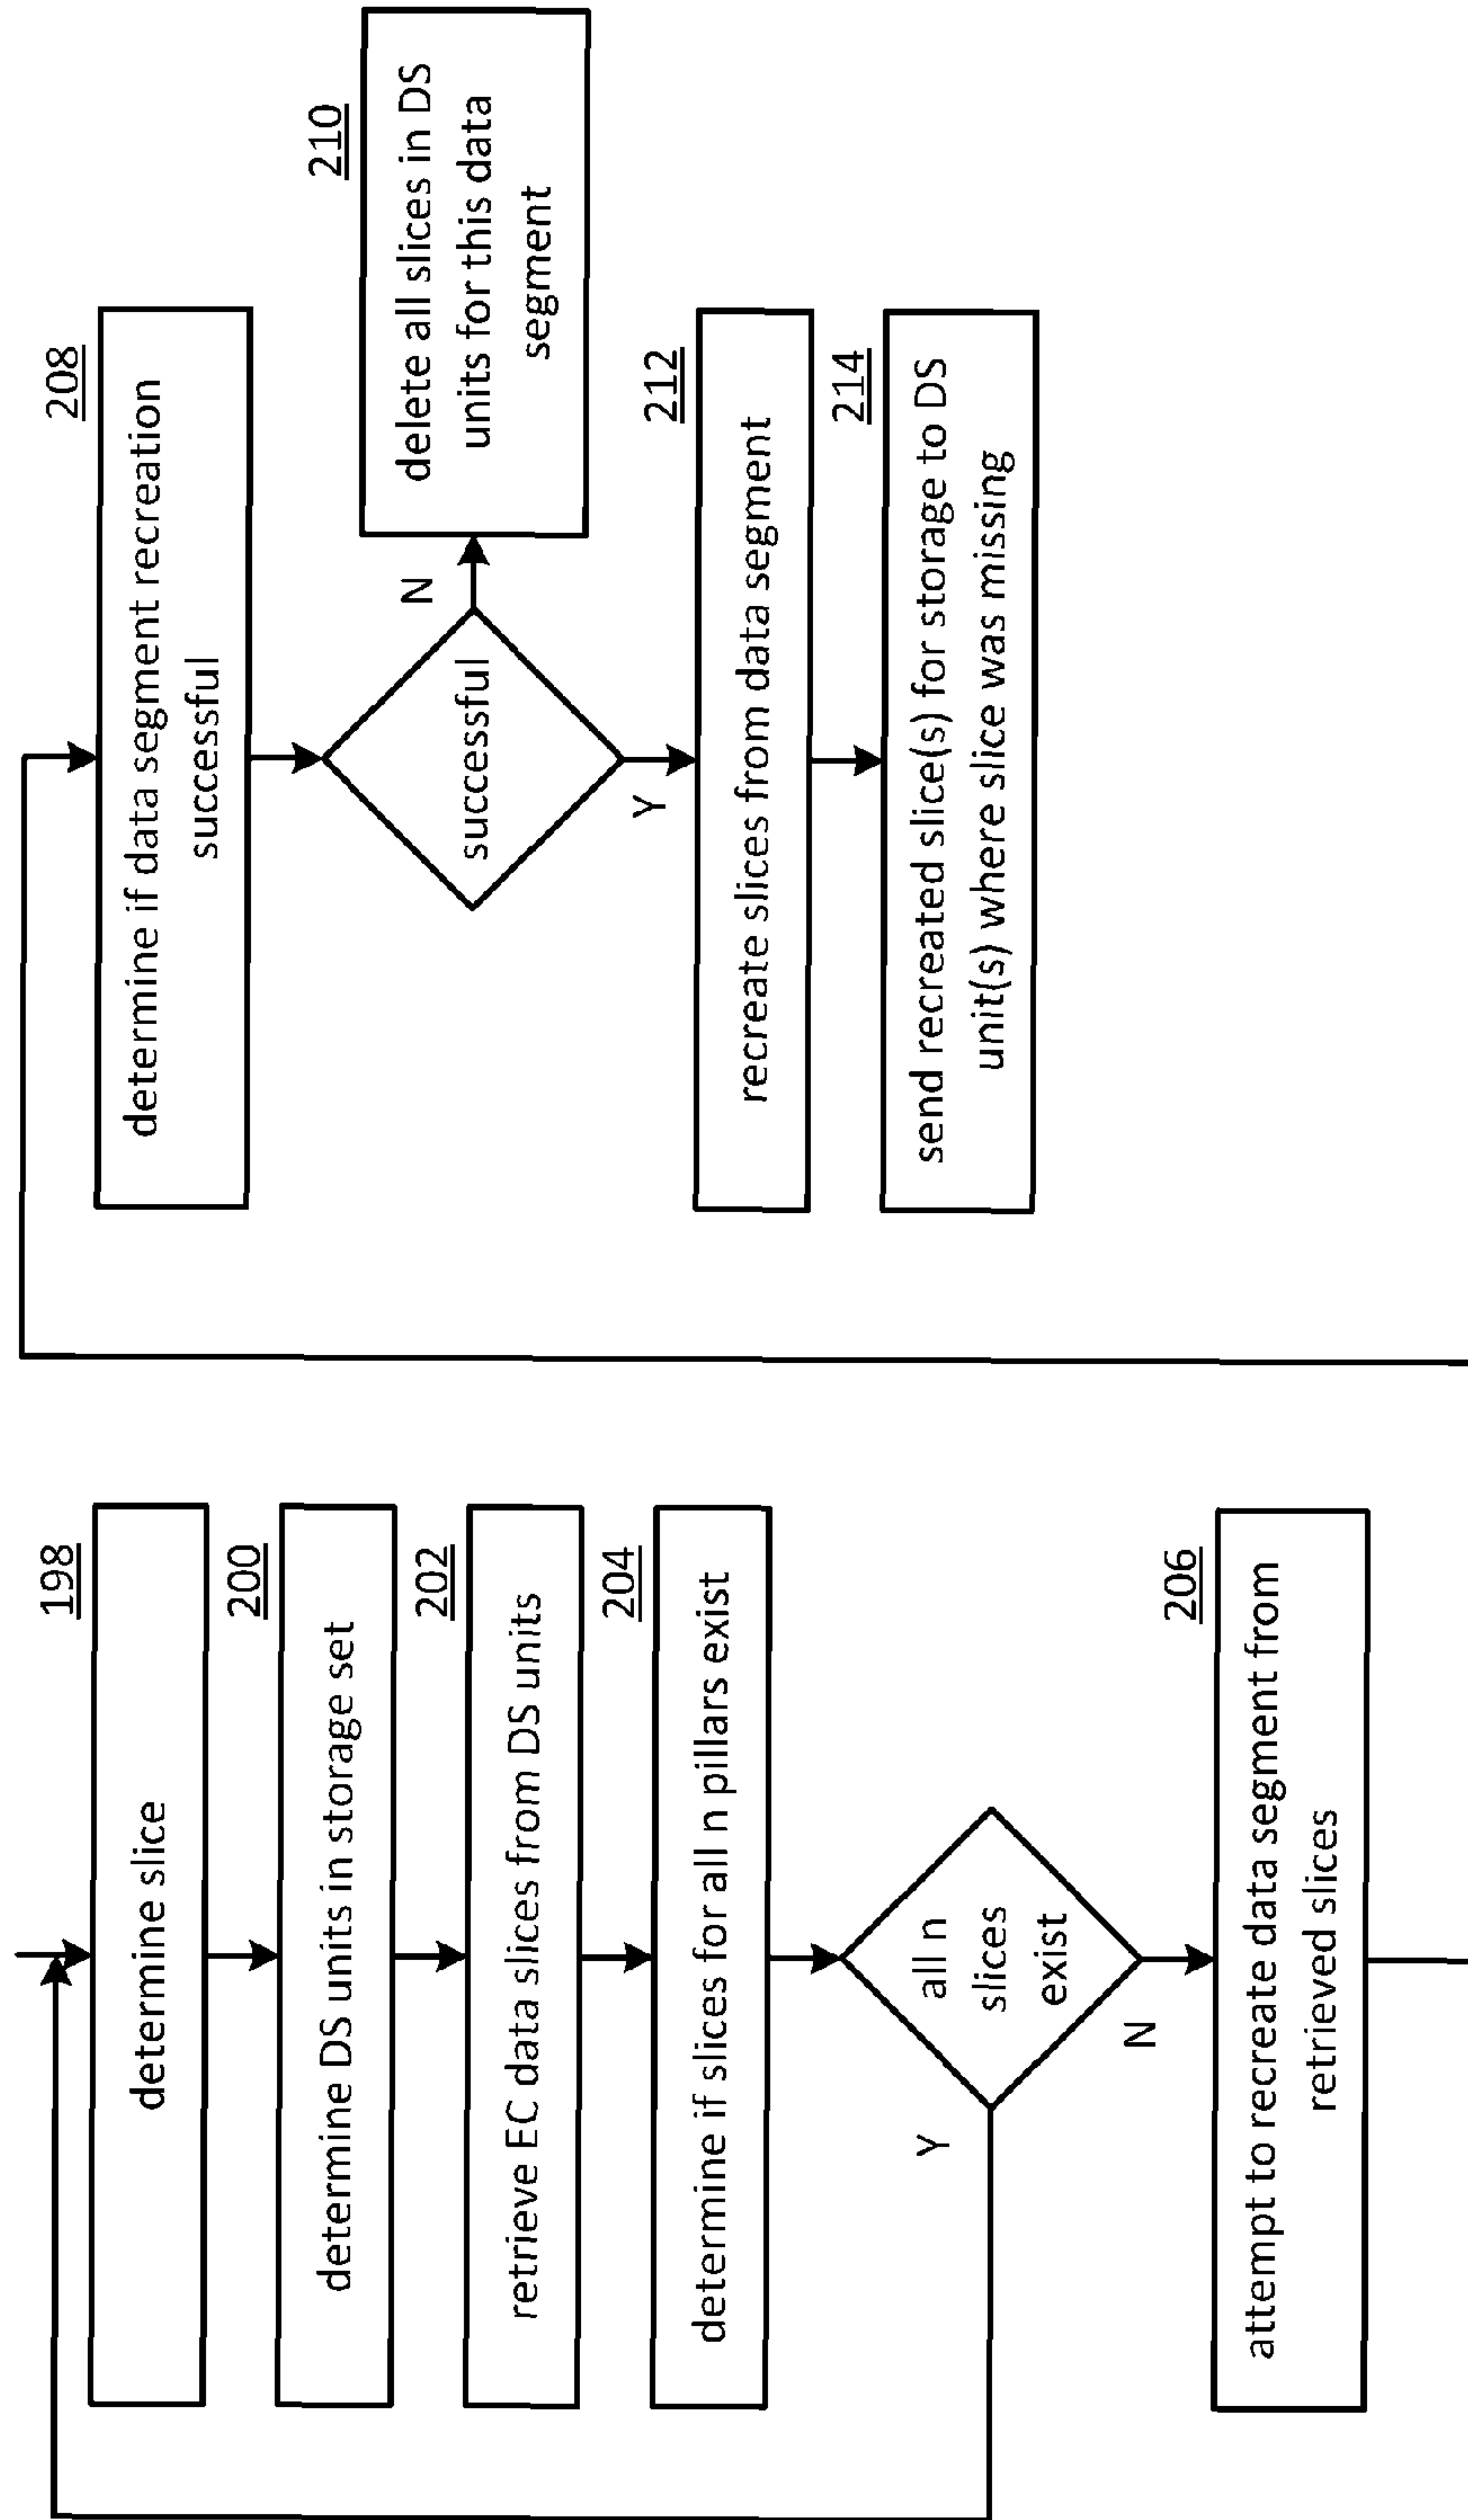 198
determine slice
200
determine DS units in storage set
202
retrieve EC data slices from DS units
204
determine if slices for all n pillars exist
all n
slices
exist
Y
N
206
attempt to recreate data segment from
retrieved slices
208
determine if data segment recreation
successful
successful
N
210
delete all slices in DS
units for this data
segment
Y
212
recreate slices from data segment
214
send recreated slice(s) for storage to DS
unit(s) where slice was missing